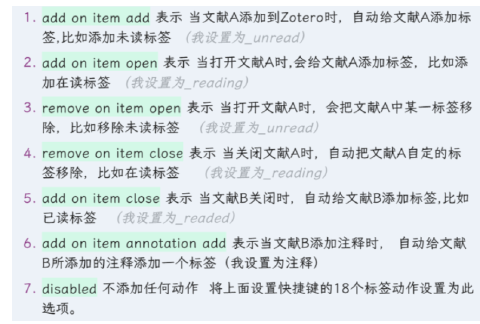 1. add on item add 表示 当文献A添加到Zotero时，自动给文献A添加标
签,比如添加未读标签 （我设置为_unread）
2. add on item open 表示 当打开文献A时,会给文献A添加标签，比如添
加在读标签 （我设置为_reading）
3. remove on item open 表示 当打开文献A时，会把文献A中某一标签移
除，比如移除未读标签 （我设置为_unread）
4. remove on item close 表示 当关闭文献A时，自动把文献A自定的标
签移除，比如在读标签 （我设置为_reading）
5. add on item close 表示 当文献B关闭时，自动给文献B添加标签,比如
已读标签 （我设置为_readed）
6. add on item annotation add 表示当文献B添加注释时， 自动给文献
B所添加的注释添加一个标签（我设置为注释）
7. disabled 不添加任何动作 将上面设置快捷键的18个标签动作设置为此
选项。